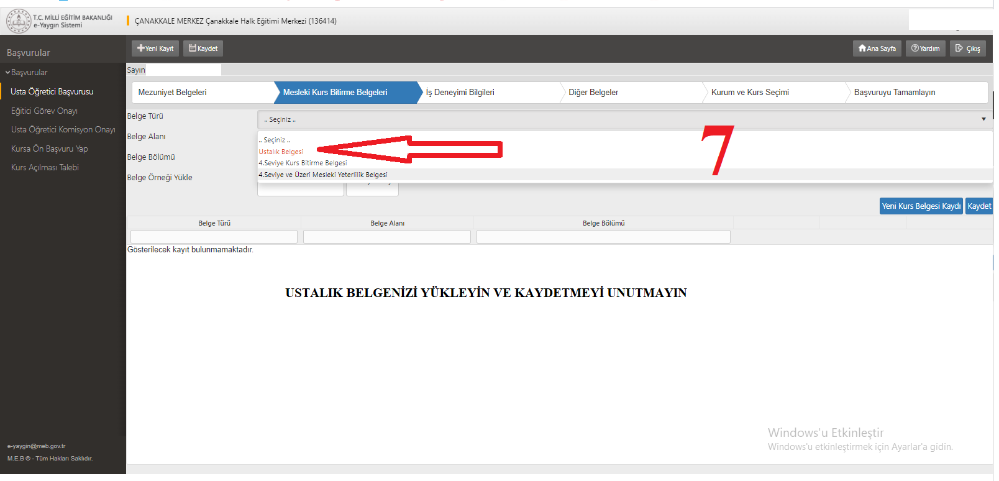 T.C. MİLLİ EĞİTİM BAKANLIĞI
e-Yaygın Sistemi
ÇANAKKALE MERKEZ Çanakkale Halk Eğitimi Merkezi (136414)
Başvurular
Yeni Kayıt
Kaydet
Ana Sayfa
Yardım
Çıkış
Başvurular
Usta Öğretici Başvurusu
Eğitici Görev Onayı
Usta Öğretici Komisyon Onayı
Kursa Ön Başvuru Yap
Kurs Açılması Talebi
Sayın
Mezuniyet Belgeleri
Mesleki Kurs Bitirme Belgeleri
İş Deneyimi Bilgileri
Diğer Belgeler
Kurum ve Kurs Seçimi
Başvuruyu Tamamlayın
Belge Türü
.. Seçiniz ..
Belge Alanı
.. Seçiniz ..
Ustalık Belgesi
Belge Bölümü
4.Seviye Kurs Bitirme Belgesi
4.Seviye ve Üzeri Mesleki Yeterlilik Belgesi
Belge Örneği Yükle
7
Yeni Kurs Belgesi Kaydı
Kaydet
Belge Türü
Belge Alanı
Belge Bölümü
Gösterilecek kayıt bulunmamaktadır.
USTALIK BELGENİZİ YÜKLEYİN VE KAYDETMEYİ UNUTMAYIN
Windows'u Etkinleştir
Windows'u etkinleştirmek için Ayarlar'a gidin.
e-yaygin@meb.gov.tr
M.E.B © - Tüm Hakları Saklıdır.